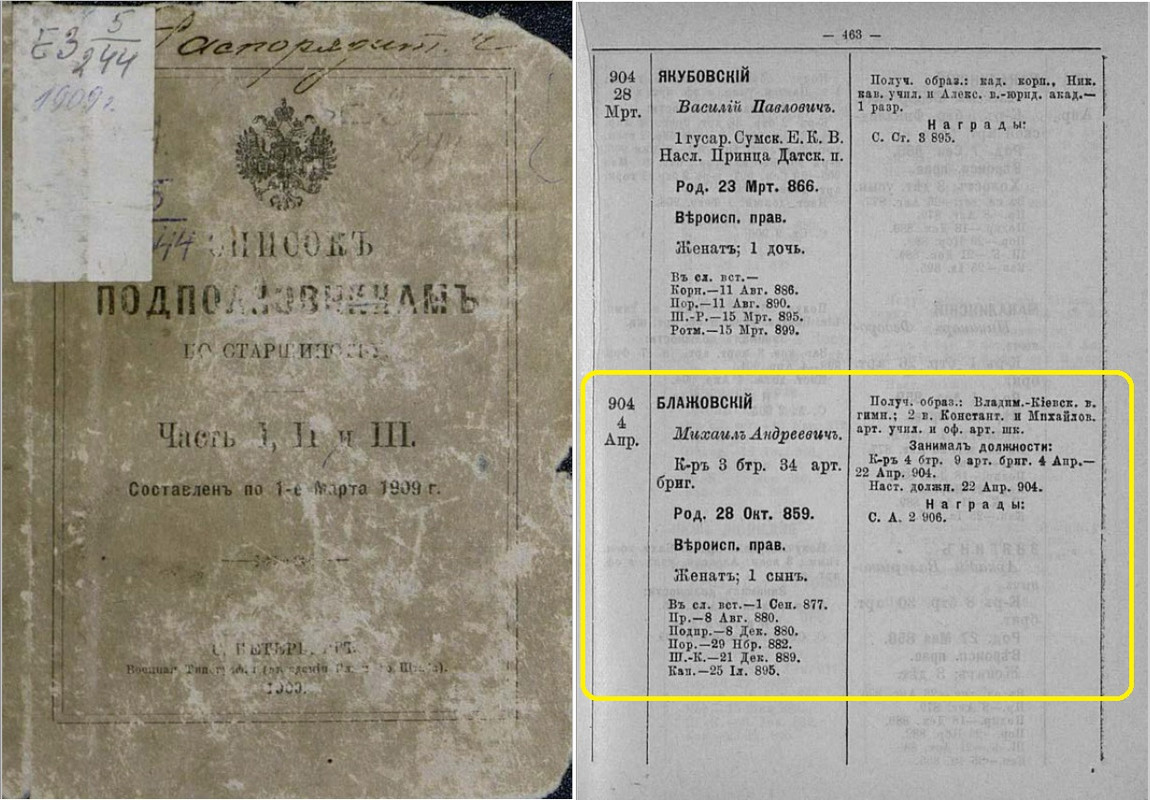 ЕЗ 5
244
1909 г.
Распорядит.
СПИСОКЪ
ПОДПОЛКОВНИКАМЪ
ПО СТАРШИНСТВУ
Часть I, II и III.
Составленъ по 1-е Марта 1909 г.
С.-ПЕТЕРБУРГЪ.
1909.
— 463 —
904
28
Мрт.
ЯКУБОВСКІЙ
Василій Павловичъ.
1 гусар. Сумск. Е. К. В.
Насл. Принца Датск. п.
Род. 23 Мрт. 866.
Вѣроисп. прав.
Женатъ; 1 дочь.
Въ сл. вст.—
Корн.—11 Авг. 886.
Пор.—11 Авг. 890.
Ш.-Р.—15 Мрт. 895.
Ротм.—15 Мрт. 899.
Получ. образ.: кад. корп., Ник.
кав. учил. и Алекс. в.-юрид. акад.—
1 разр.
Награды:
С. Ст. 3 895.
904
4
Апр.
БЛАЖОВСКІЙ
Михаилъ Андреевичъ.
К-ръ 3 бтр. 34 арт.
бриг.
Род. 28 Окт. 859.
Вѣроисп. прав.
Женатъ; 1 сынъ.
Въ сл. вст.—1 Сен. 877.
Пр.—8 Авг. 880.
Подпр.—8 Дек. 880.
Пор.—29 Нбр. 882.
Ш.-К.—21 Дек. 889.
Кап.—25 Іл. 895.
Получ. образ.: Владим.-Кіевск. в.
гимн.; 2 в. Констант. и Михайлов.
арт. учил. и оф. арт. шк.
Занималъ должности:
К-ръ 4 бтр. 9 арт. бриг. 4 Апр.—
22 Апр. 904.
Наст. должн. 22 Апр. 904.
Награды:
С. А. 2 906.